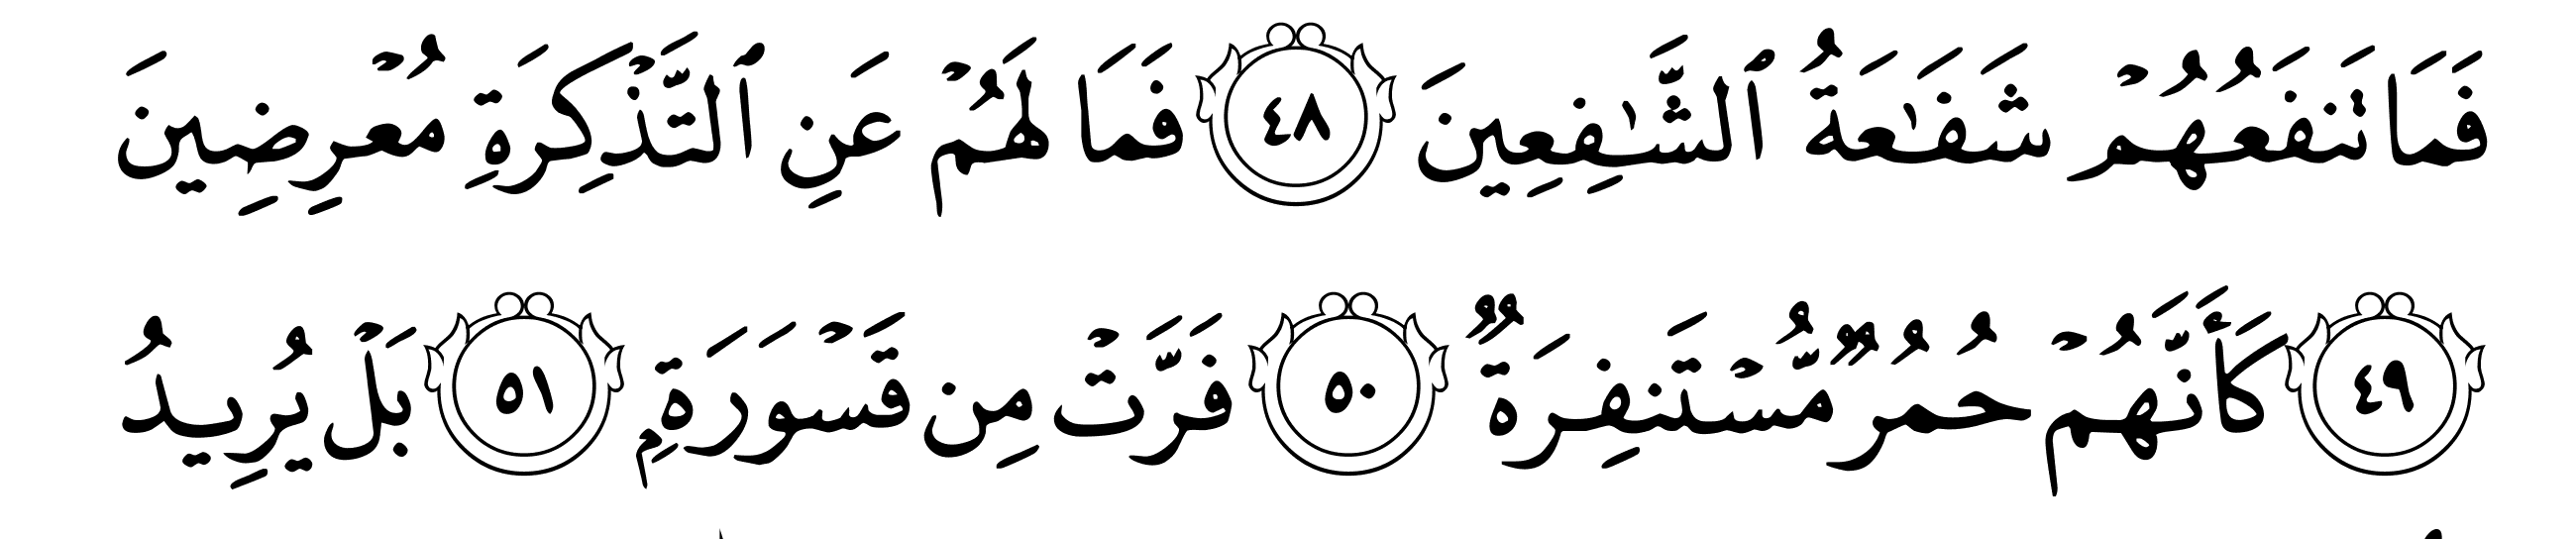 فَمَا تَنفَعُهُمْ شَفَٰعَةُ ٱلشَّٰفِعِينَ ٤٨ فَمَا لَهُمْ عَنِ ٱلتَّذْكِرَةِ مُعْرِضِينَ
٤٩ كَأَنَّهُمْ حُمُرٌ مُّسْتَنفِرَةٌ ٥٠ فَرَّتْ مِن قَسْوَرَةٍۭ ٥١ بَلْ يُرِيدُ